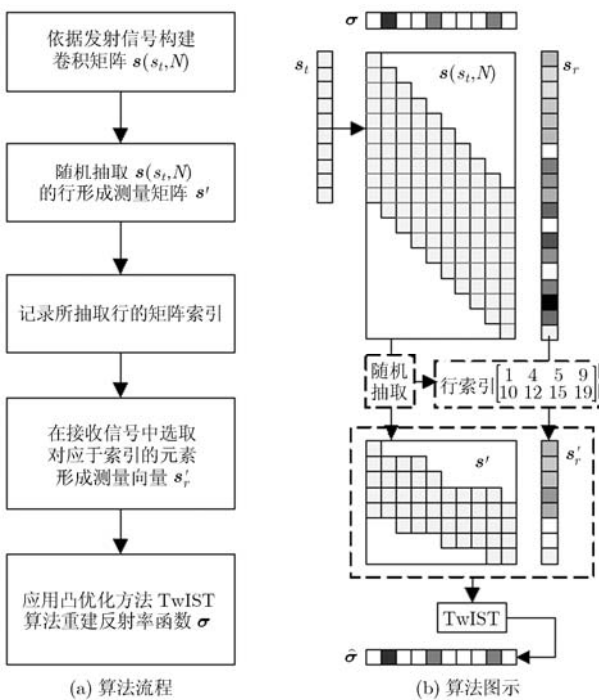 依据发射信号构建
卷积矩阵 s(s_t,N)
随机抽取 s(s_t,N)
的行形成测量矩阵 s′
记录所抽取行的矩阵索引
在接收信号中选取
对应于索引的元素
形成测量向量 s′_r
应用凸优化方法 TwIST
算法重建反射率函数 σ
(a) 算法流程
σ
s_t
s(s_t,N)
s_r
随机
抽取
行索引
1 4 5 9
10 12 15 19
s′
s′_r
TwIST
σ̂
(b) 算法图示